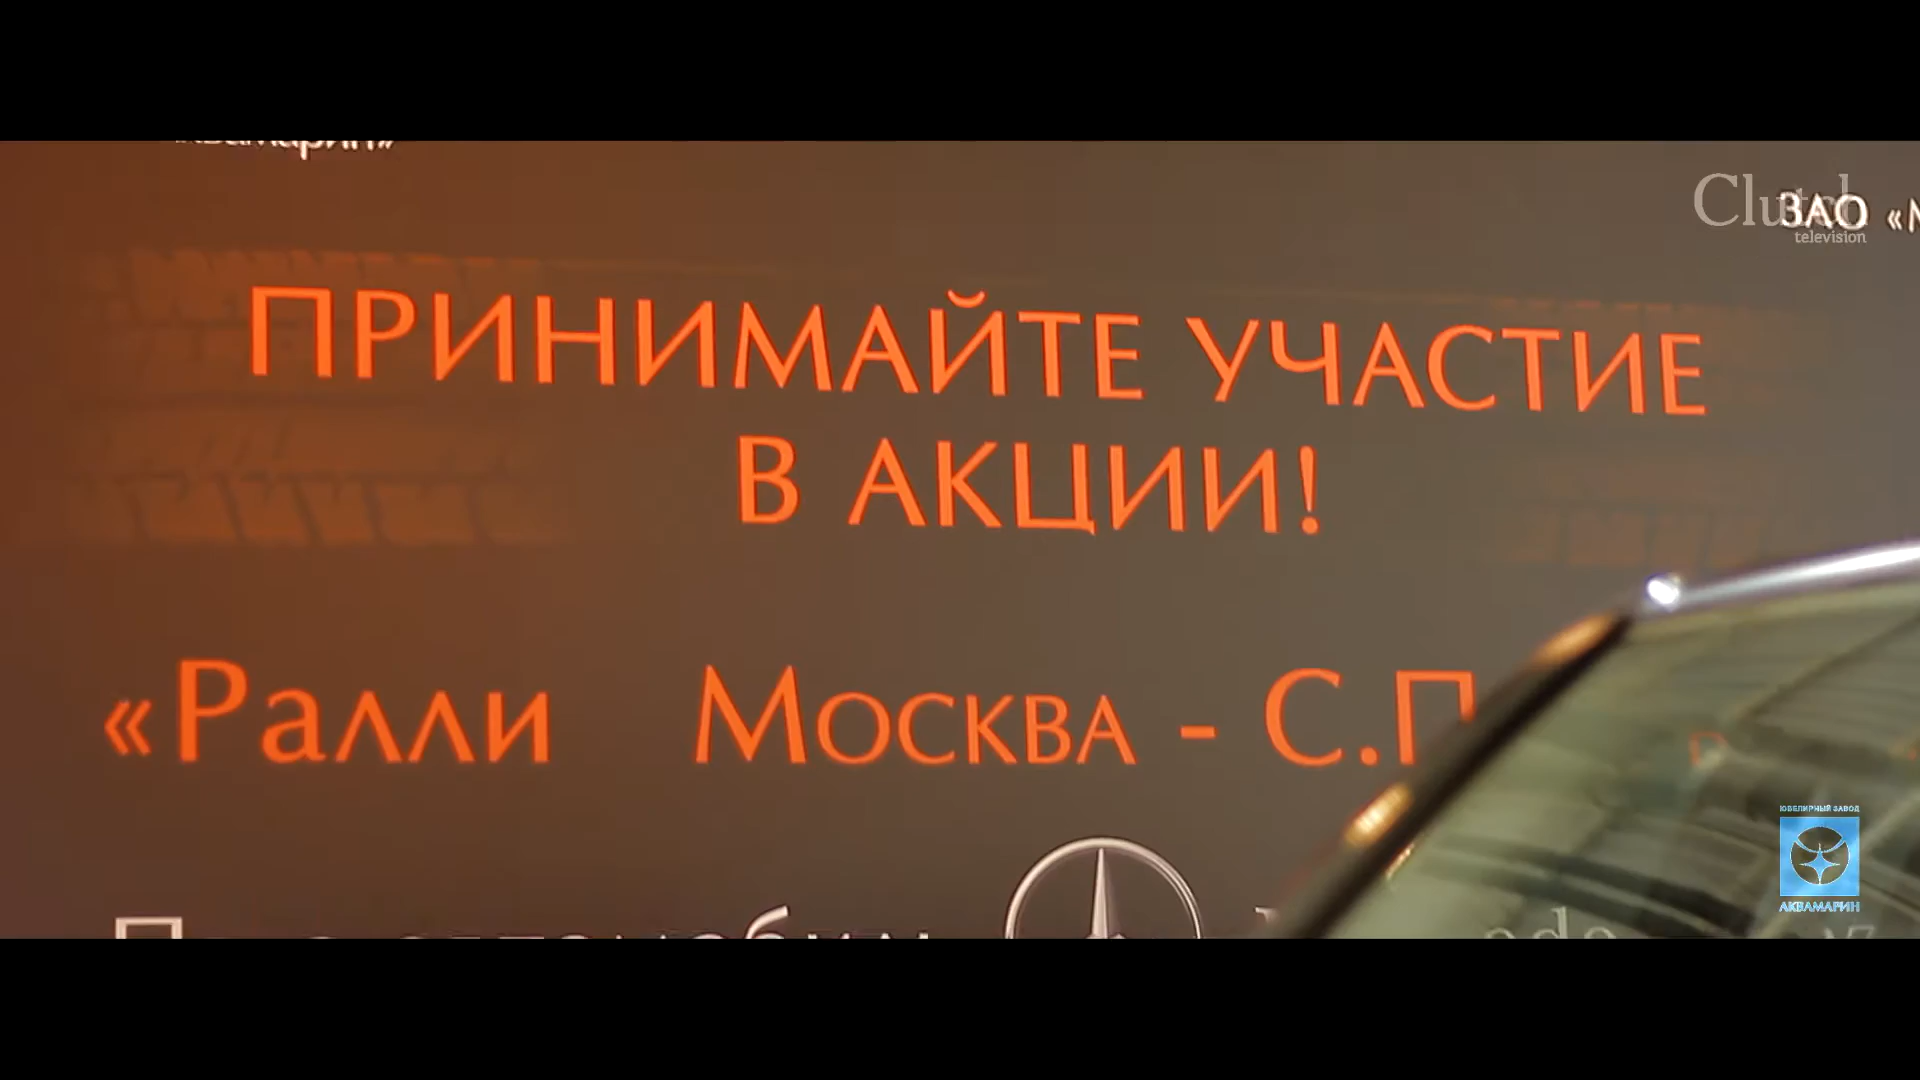 Clutch
television
ЗАО
ПРИНИМАЙТЕ УЧАСТИЕ
В АКЦИИ!
«Ралли Москва - С.П
ЮВЕЛИРНЫЙ ЗАВОД
АКВАМАРИН